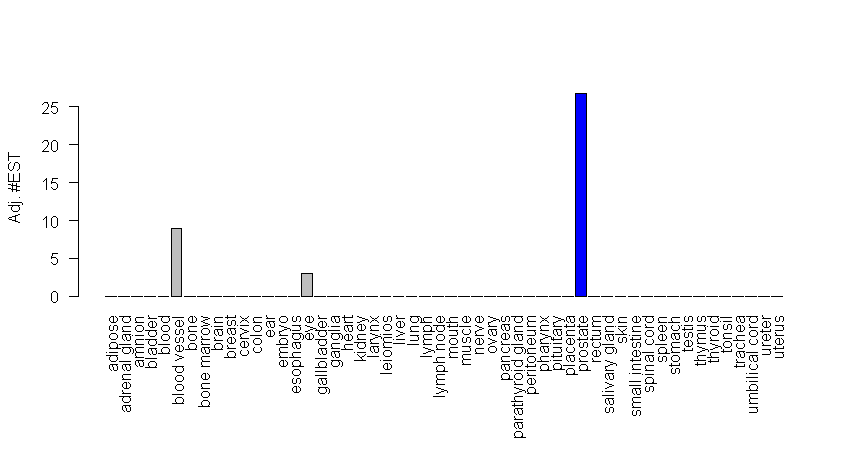 Adj. #EST
25
20
15
10
5
0
adipose
adrenal gland
amnion
bladder
blood
blood vessel
bone
bone marrow
brain
breast
cervix
colon
ear
embryo
esophagus
eye
gallbladder
ganglia
heart
kidney
larynx
leiomios
liver
lung
lymph
lymph node
mouth
muscle
nerve
ovary
pancreas
parathyroid gland
peritoneum
pharynx
pituitary
placenta
prostate
rectum
salivary gland
skin
small intestine
spinal cord
spleen
stomach
testis
thymus
thyroid
tonsil
trachea
umbilical cord
ureter
uterus